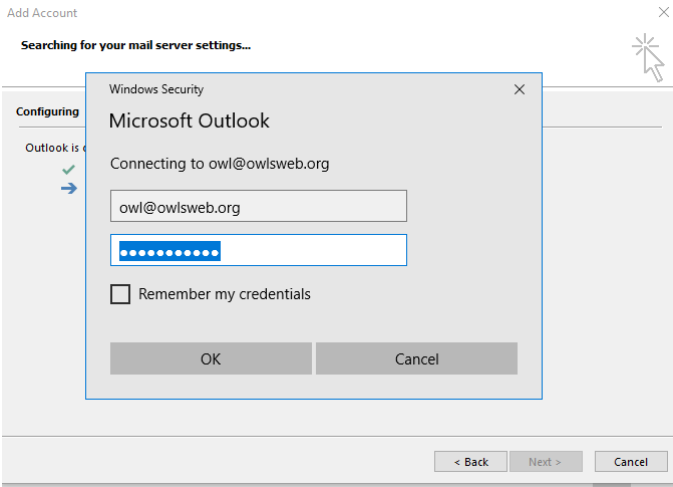 Add Account
Searching for your mail server settings...
Windows Security
Microsoft Outlook
Configuring
Connecting to owl@owlsweb.org
Outlook is
owl@owlsweb.org
Remember my credentials
OK Cancel
< Back Next > Cancel